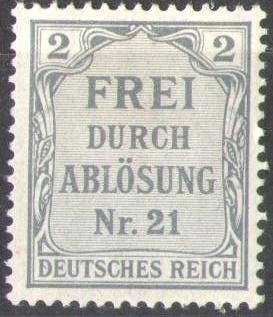 2 2
FREI
DURCH
ABLÖSUNG
Nr. 21
DEUTSCHES REICH